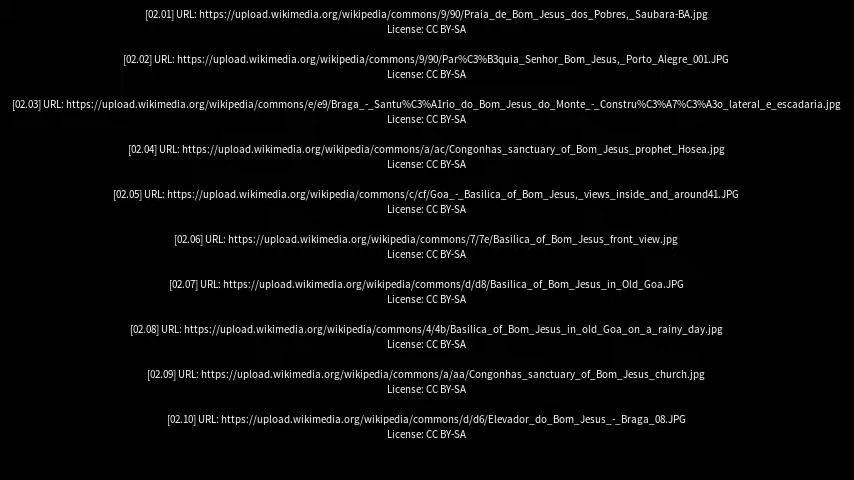 [02.01] URL: https://upload.wikimedia.org/wikipedia/commons/9/90/Praia_de_Bom_Jesus_dos_Pobres,_Saubara-BA.jpg
License: CC BY-SA
[02.02] URL: https://upload.wikimedia.org/wikipedia/commons/9/90/Par%C3%B3quia_Senhor_Bom_Jesus,_Porto_Alegre_001.JPG
License: CC BY-SA
[02.03] URL: https://upload.wikimedia.org/wikipedia/commons/e/e9/Braga_-_Santu%C3%A1rio_do_Bom_Jesus_do_Monte_-_Constru%C3%A7%C3%A3o_lateral_e_escadaria.jpg
License: CC BY-SA
[02.04] URL: https://upload.wikimedia.org/wikipedia/commons/a/ac/Congonhas_sanctuary_of_Bom_Jesus_prophet_Hosea.jpg
License: CC BY-SA
[02.05] URL: https://upload.wikimedia.org/wikipedia/commons/c/cf/Goa_-_Basilica_of_Bom_Jesus,_views_inside_and_around41.JPG
License: CC BY-SA
[02.06] URL: https://upload.wikimedia.org/wikipedia/commons/7/7e/Basilica_of_Bom_Jesus_front_view.jpg
License: CC BY-SA
[02.07] URL: https://upload.wikimedia.org/wikipedia/commons/d/d8/Basilica_of_Bom_Jesus_in_Old_Goa.JPG
License: CC BY-SA
[02.08] URL: https://upload.wikimedia.org/wikipedia/commons/4/4b/Basilica_of_Bom_Jesus_in_old_Goa_on_a_rainy_day.jpg
License: CC BY-SA
[02.09] URL: https://upload.wikimedia.org/wikipedia/commons/a/aa/Congonhas_sanctuary_of_Bom_Jesus_church.jpg
License: CC BY-SA
[02.10] URL: https://upload.wikimedia.org/wikipedia/commons/d/d6/Elevador_do_Bom_Jesus_-_Braga_08.JPG
License: CC BY-SA